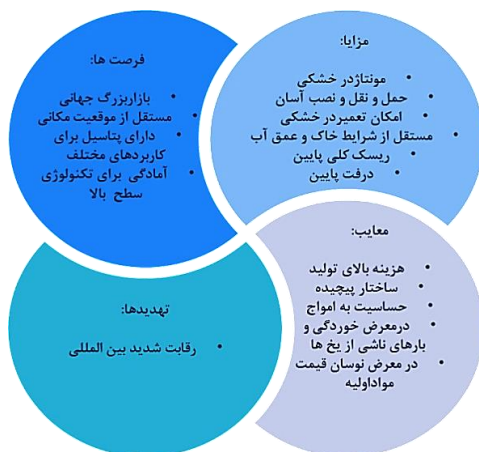 مزایا:
مونتاژدر خشکی
حمل و نقل و نصب آسان
امکان تعمیردر خشکی
مستقل از شرایط خاک و عمق آب
ریسک کلی پایین
درفت پایین
فرصت ها:
بازاربزرگ جهانی
مستقل از موقعیت مکانی
دارای پتاسیل برای
کاربردهای مختلف
آمادگی برای تکنولوژی
سطح بالا
معایب:
هزینه بالای تولید
ساختار پیچیده
حساسیت به امواج
درمعرض خوردگی و
بارهای ناشی از یخ ها
در معرض نوسان قیمت
مواداولیه
تهدیدها:
رقابت شدید بین المللی